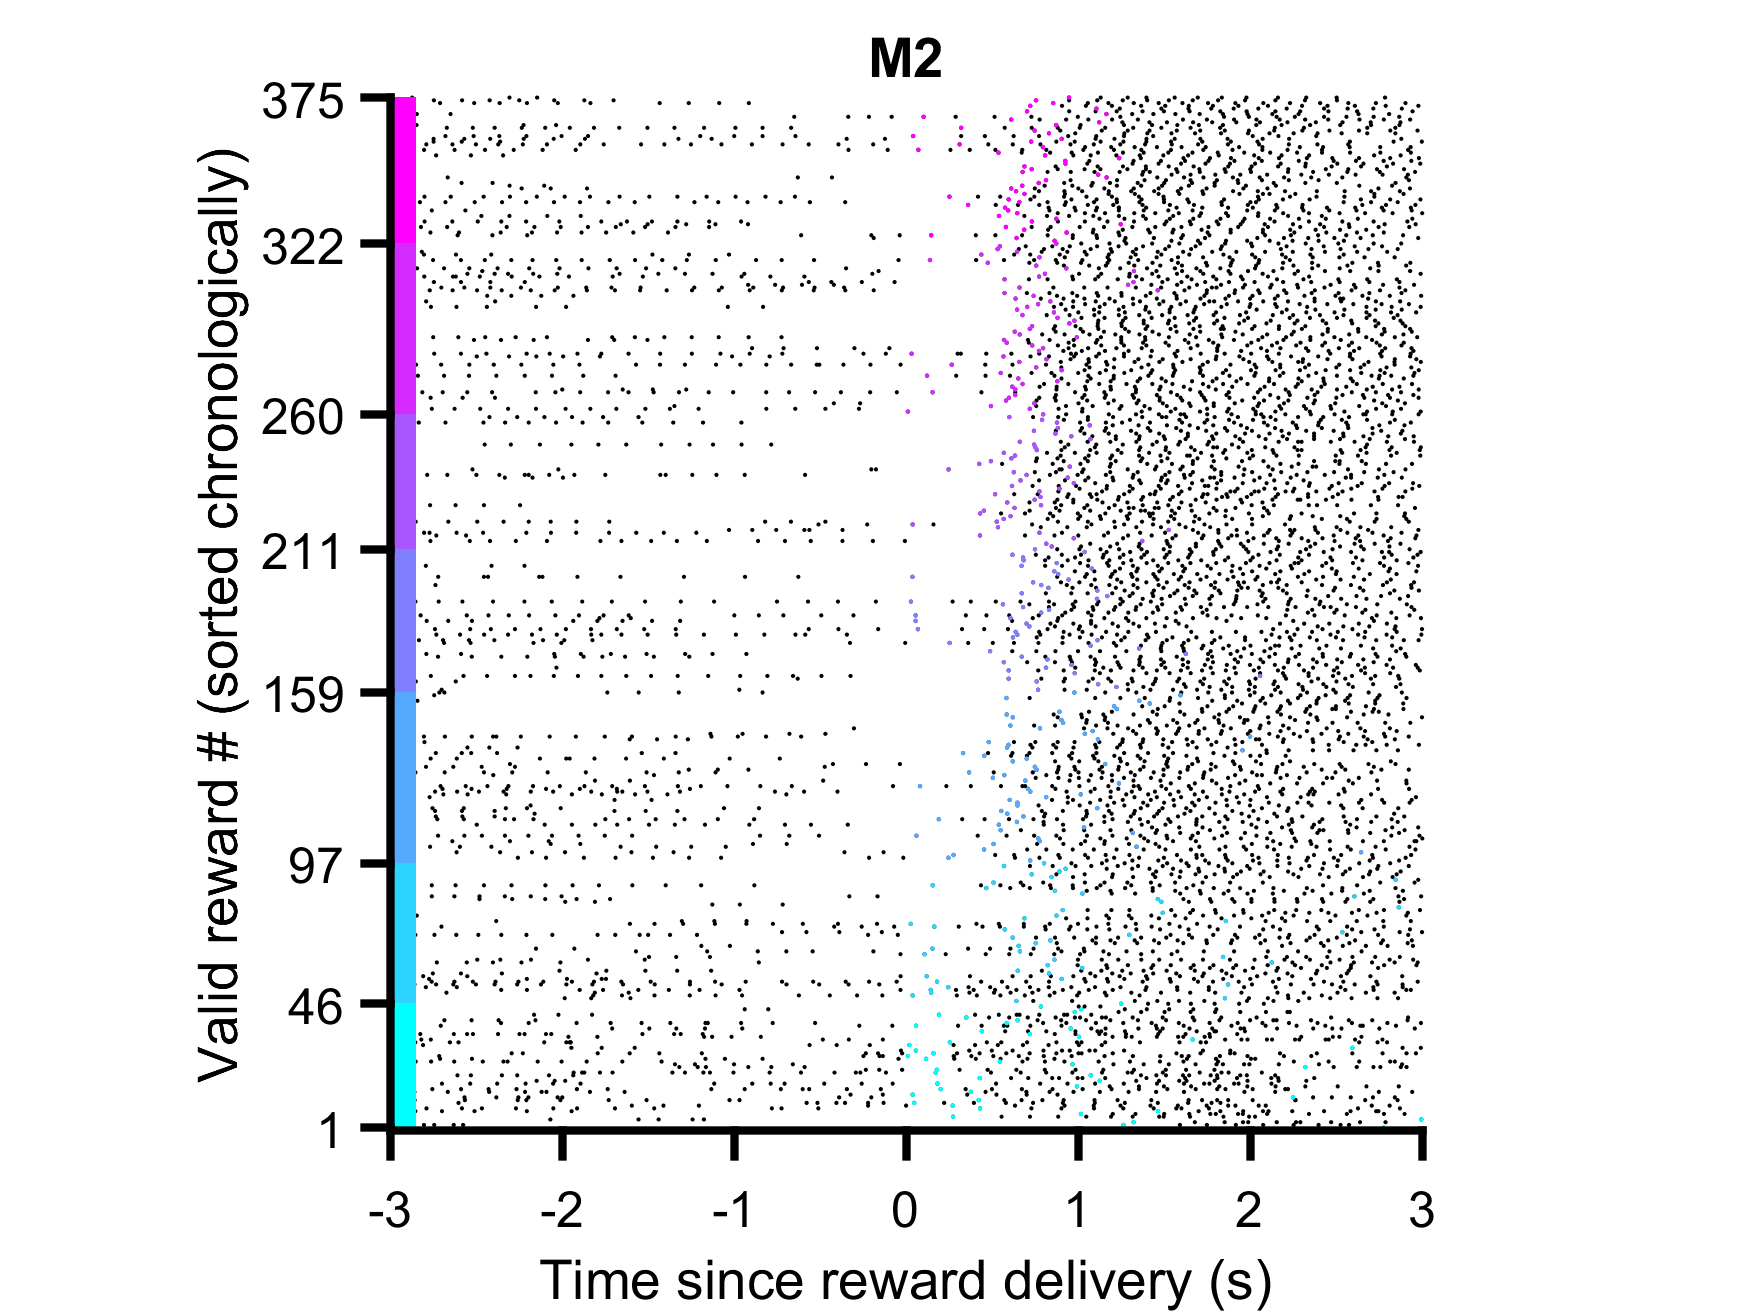 M2
375
322
260
211
159
97
46
1
Valid reward # (sorted chronologically)
-3 -2 -1 0 1 2 3
Time since reward delivery (s)